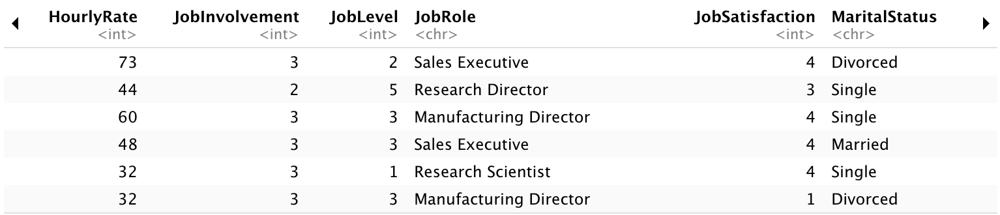 HourlyRate JobInvolvement JobLevel JobRole JobSatisfaction MaritalStatus
<int> <int> <int> <chr> <int> <chr>
73 3 2 Sales Executive 4 Divorced
44 2 5 Research Director 3 Single
60 3 3 Manufacturing Director 4 Single
48 3 3 Sales Executive 4 Married
32 3 1 Research Scientist 4 Single
32 3 3 Manufacturing Director 1 Divorced